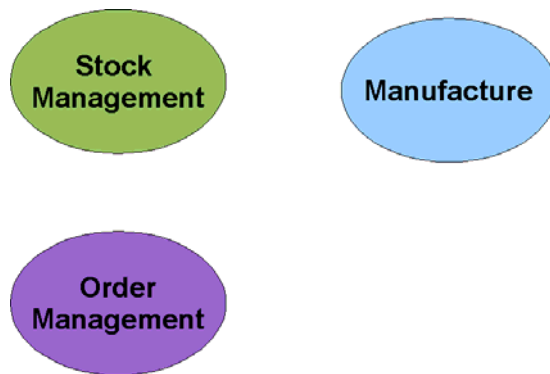 Stock
Management
Manufacture
Order
Management